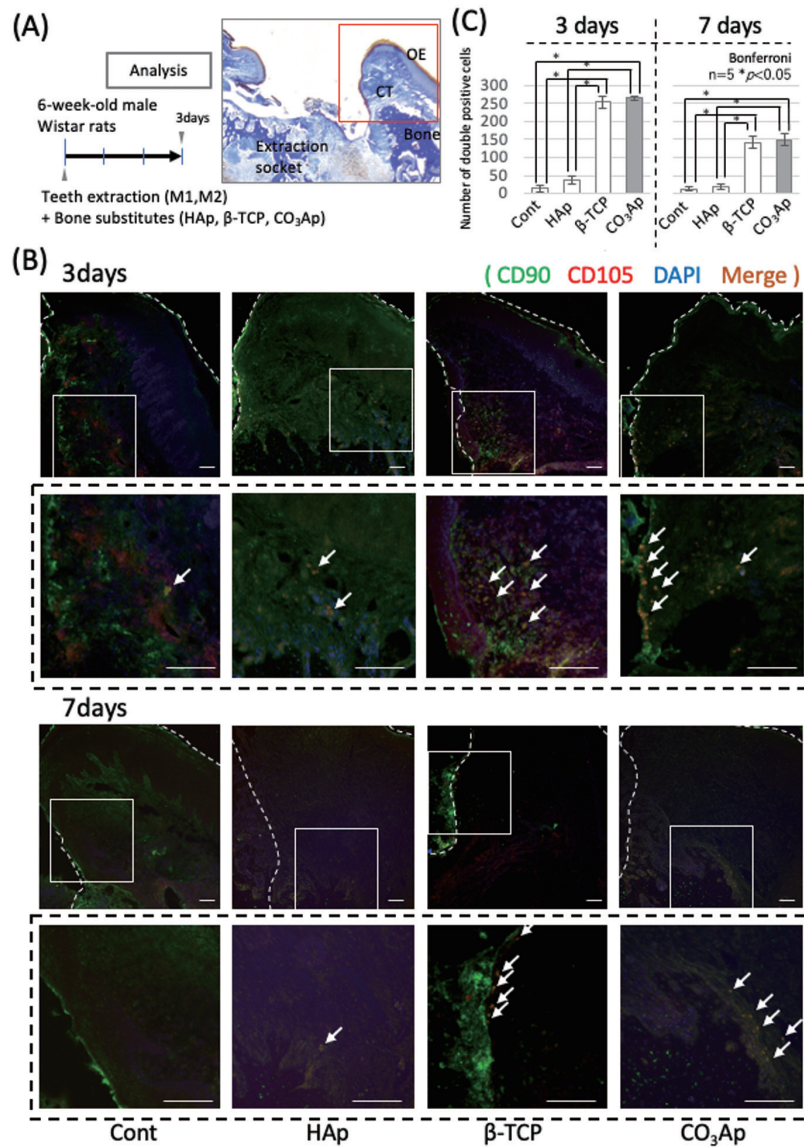 (A)
Analysis
6-week-old male
Wistar rats
3days
Teeth extraction (M1,M2)
+ Bone substitutes (HAp, β-TCP, CO₃Ap)
OE
CT
Bone
Extraction
socket
(C)
3 days
7 days
Bonferroni
n=5 *p<0.05
Number of double positive cells
300
250
200
150
100
50
0
* * * * *
* * * *
Cont
HAp
β-TCP
CO₃Ap
Cont
HAp
β-TCP
CO₃Ap
(B)
3days
( CD90 CD105 DAPI Merge )
7days
Cont
HAp
β-TCP
CO₃Ap